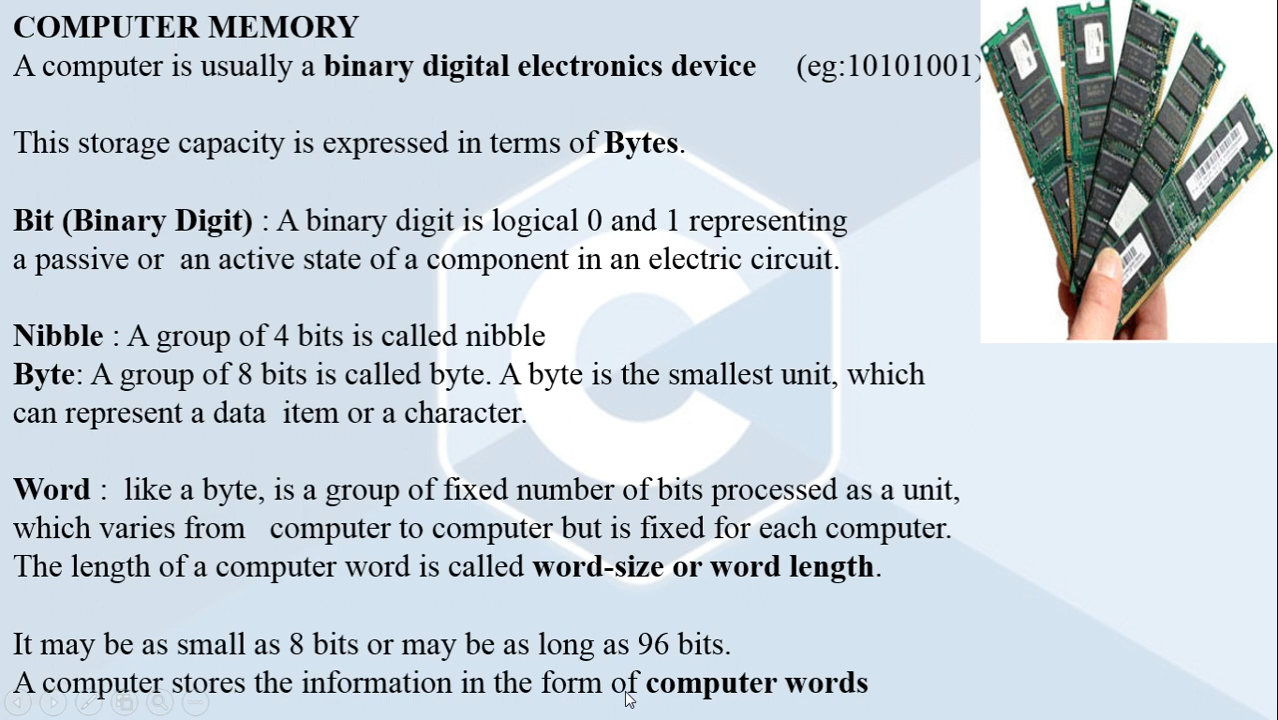 COMPUTER MEMORY
A computer is usually a binary digital electronics device (eg:10101001)
This storage capacity is expressed in terms of Bytes.
Bit (Binary Digit) : A binary digit is logical 0 and 1 representing
a passive or an active state of a component in an electric circuit.
Nibble : A group of 4 bits is called nibble
Byte: A group of 8 bits is called byte. A byte is the smallest unit, which
can represent a data item or a character.
Word : like a byte, is a group of fixed number of bits processed as a unit,
which varies from computer to computer but is fixed for each computer.
The length of a computer word is called word-size or word length.
It may be as small as 8 bits or may be as long as 96 bits.
A computer stores the information in the form of computer words